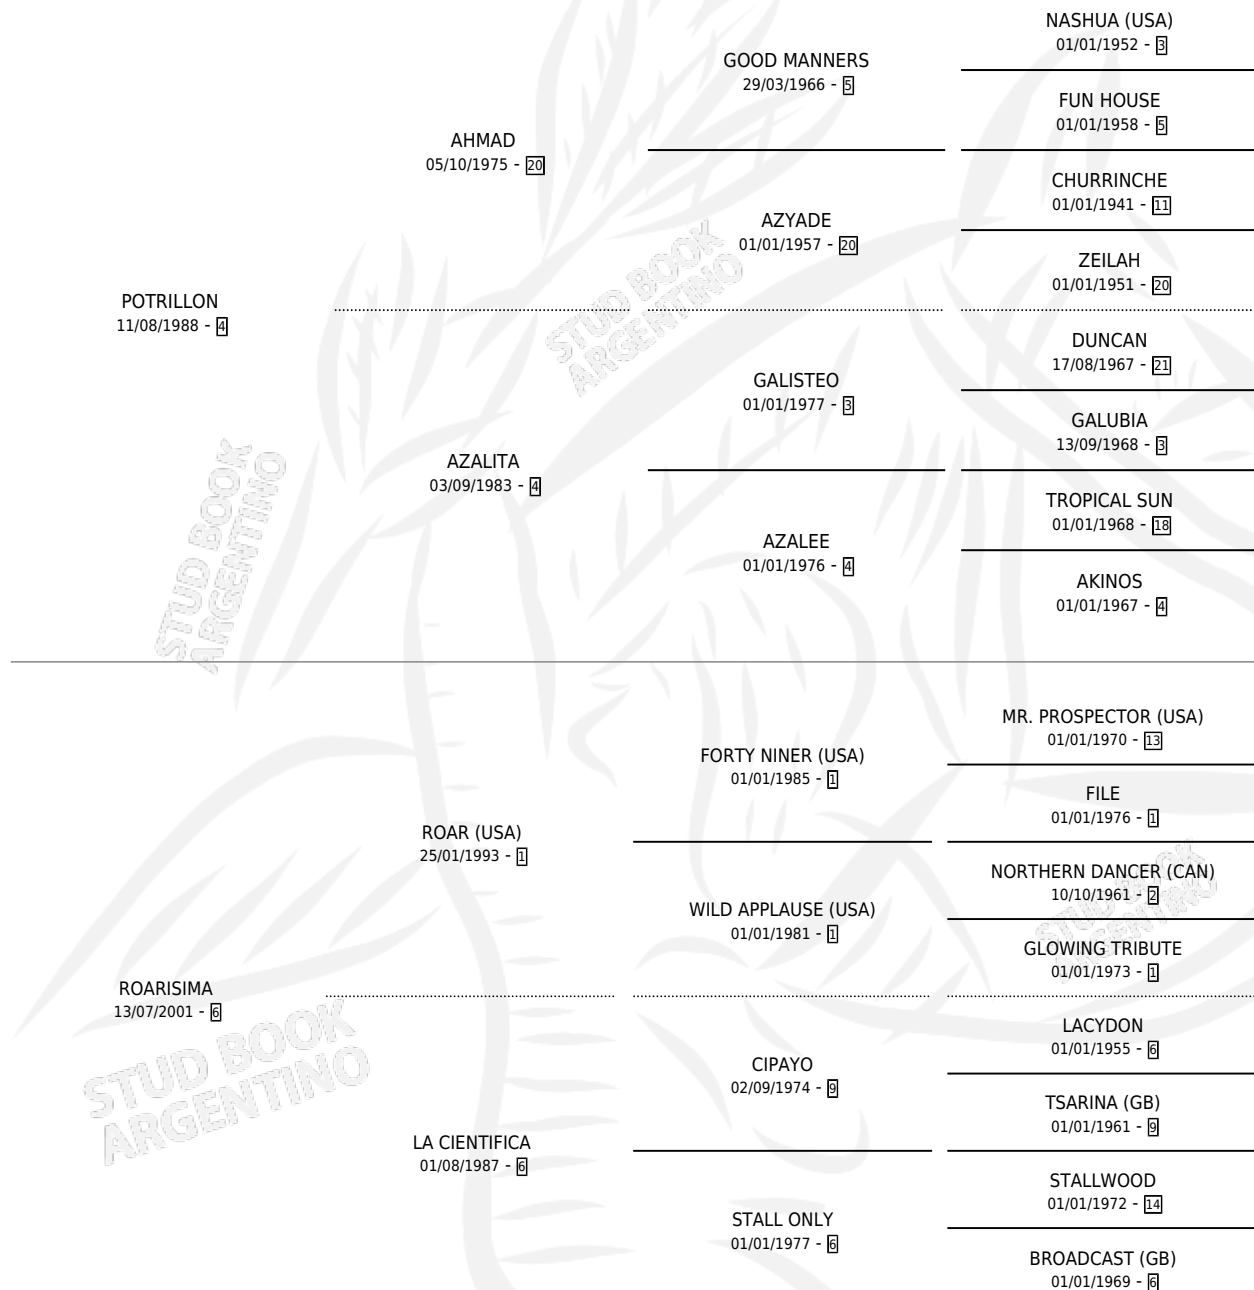 NASHUA (USA)
01/01/1952 - 3
GOOD MANNERS
29/03/1966 - 5
FUN HOUSE
01/01/1958 - 5
AHMAD
05/10/1975 - 20
CHURRINCHE
01/01/1941 - 11
AZYADE
01/01/1957 - 20
ZEILAH
01/01/1951 - 20
POTRILLON
11/08/1988 - 4
DUNCAN
17/08/1967 - 21
GALISTEO
01/01/1977 - 3
GALUBIA
13/09/1968 - 3
AZALITA
03/09/1983 - 4
TROPICAL SUN
01/01/1968 - 18
AZALEE
01/01/1976 - 4
AKINOS
01/01/1967 - 4
STUD BOOK
ARGENTINO
STUD BOOK
ARGENTINO
MR. PROSPECTOR (USA)
01/01/1970 - 13
FORTY NINER (USA)
01/01/1985 - 1
FILE
01/01/1976 - 1
ROAR (USA)
25/01/1993 - 1
NORTHERN DANCER (CAN)
10/10/1961 - 2
WILD APPLAUSE (USA)
01/01/1981 - 1
GLOWING TRIBUTE
01/01/1973 - 1
STUD BOOK
ARGENTINO
ROARISIMA
13/07/2001 - 6
LACYDON
01/01/1955 - 6
CIPAYO
02/09/1974 - 9
TSARINA (GB)
01/01/1961 - 9
STUD BOOK
ARGENTINO
LA CIENTIFICA
01/08/1987 - 6
STALLWOOD
01/01/1972 - 14
STALL ONLY
01/01/1977 - 6
BROADCAST (GB)
01/01/1969 - 6